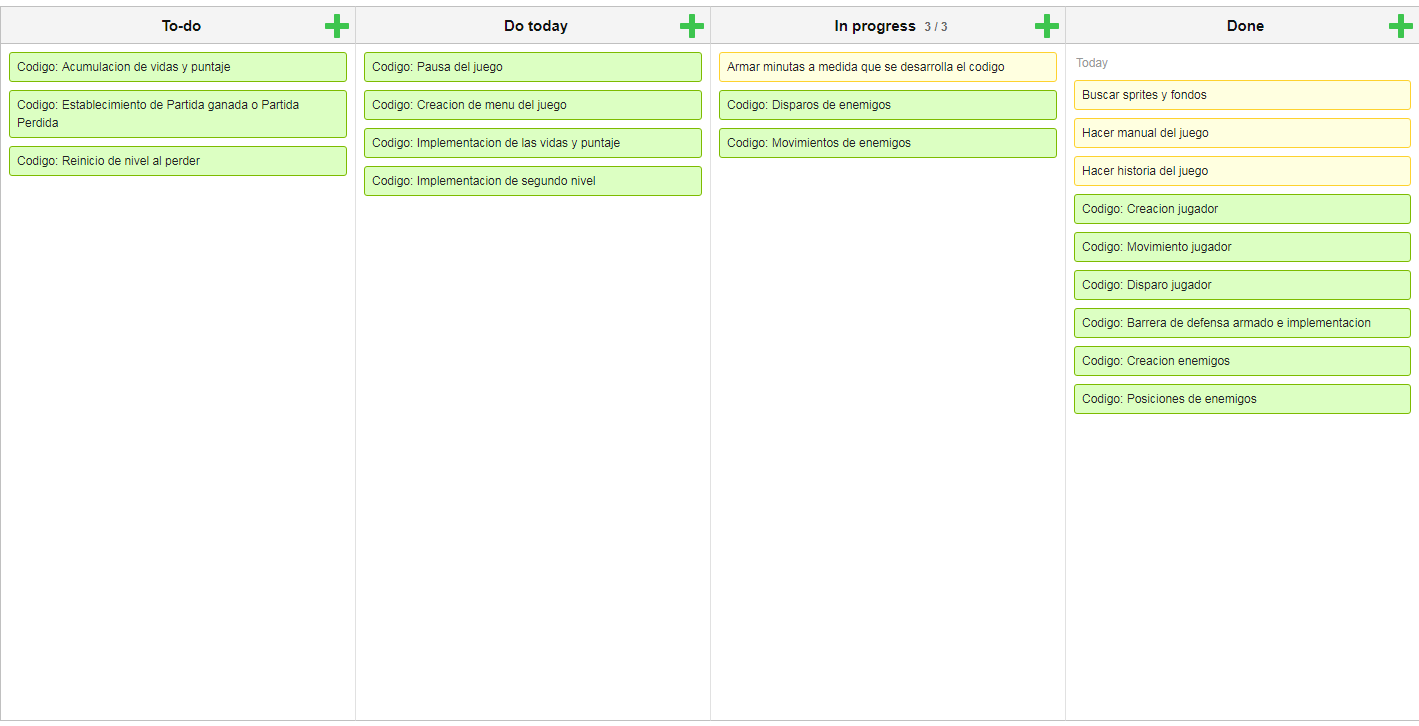 To-do
Codigo: Acumulacion de vidas y puntaje
Codigo: Establecimiento de Partida ganada o Partida
Perdida
Codigo: Reinicio de nivel al perder
Do today
Codigo: Pausa del juego
Codigo: Creacion de menu del juego
Codigo: Implementacion de las vidas y puntaje
Codigo: Implementacion de segundo nivel
In progress 3 / 3
Armar minutas a medida que se desarrolla el codigo
Codigo: Disparos de enemigos
Codigo: Movimientos de enemigos
Done
Today
Buscar sprites y fondos
Hacer manual del juego
Hacer historia del juego
Codigo: Creacion jugador
Codigo: Movimiento jugador
Codigo: Disparo jugador
Codigo: Barrera de defensa armado e implementacion
Codigo: Creacion enemigos
Codigo: Posiciones de enemigos